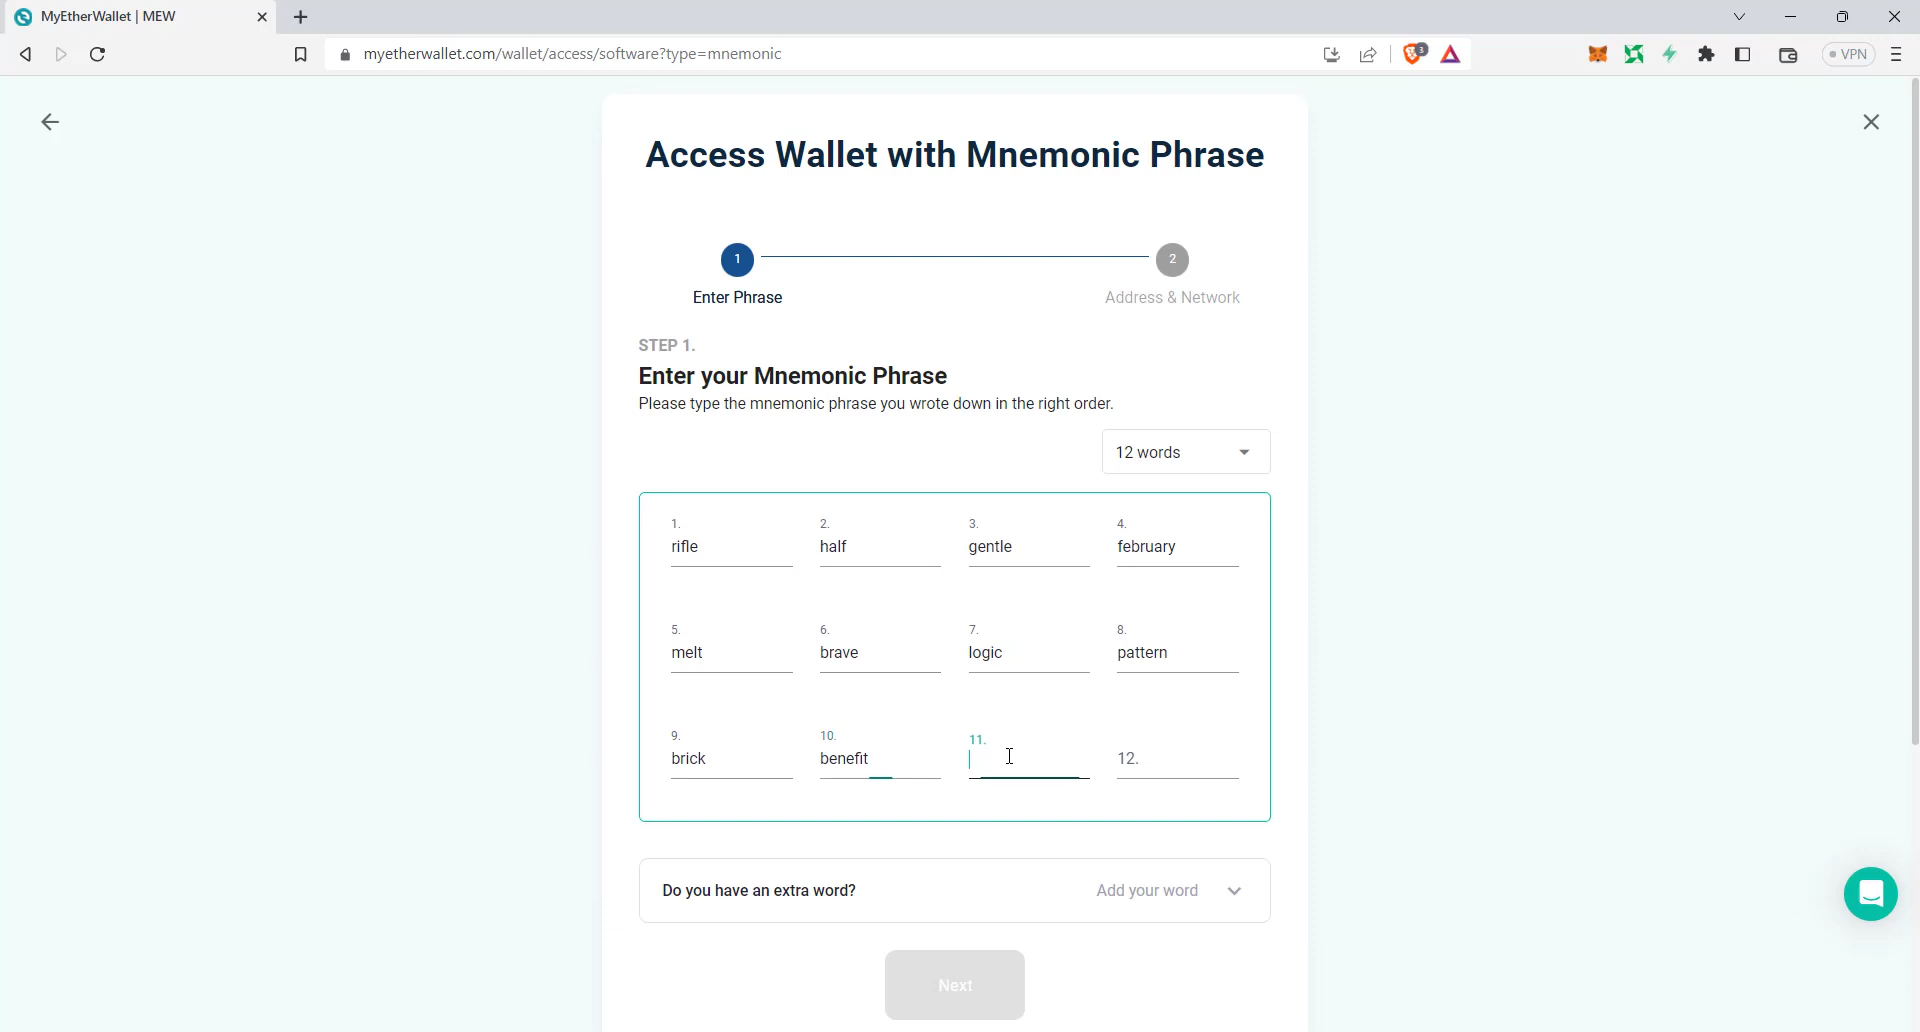 MyEtherWallet | MEW
myetherwallet.com/wallet/access/software?type=mnemonic
3
VPN
Access Wallet with Mnemonic Phrase
1
2
Enter Phrase
Address & Network
STEP 1.
Enter your Mnemonic Phrase
Please type the mnemonic phrase you wrote down in the right order.
12 words
1. 2. 3. 4.
rifle half gentle february
5. 6. 7. 8.
melt brave logic pattern
9. 10. 11.
brick benefit 12.
Do you have an extra word? Add your word
Next